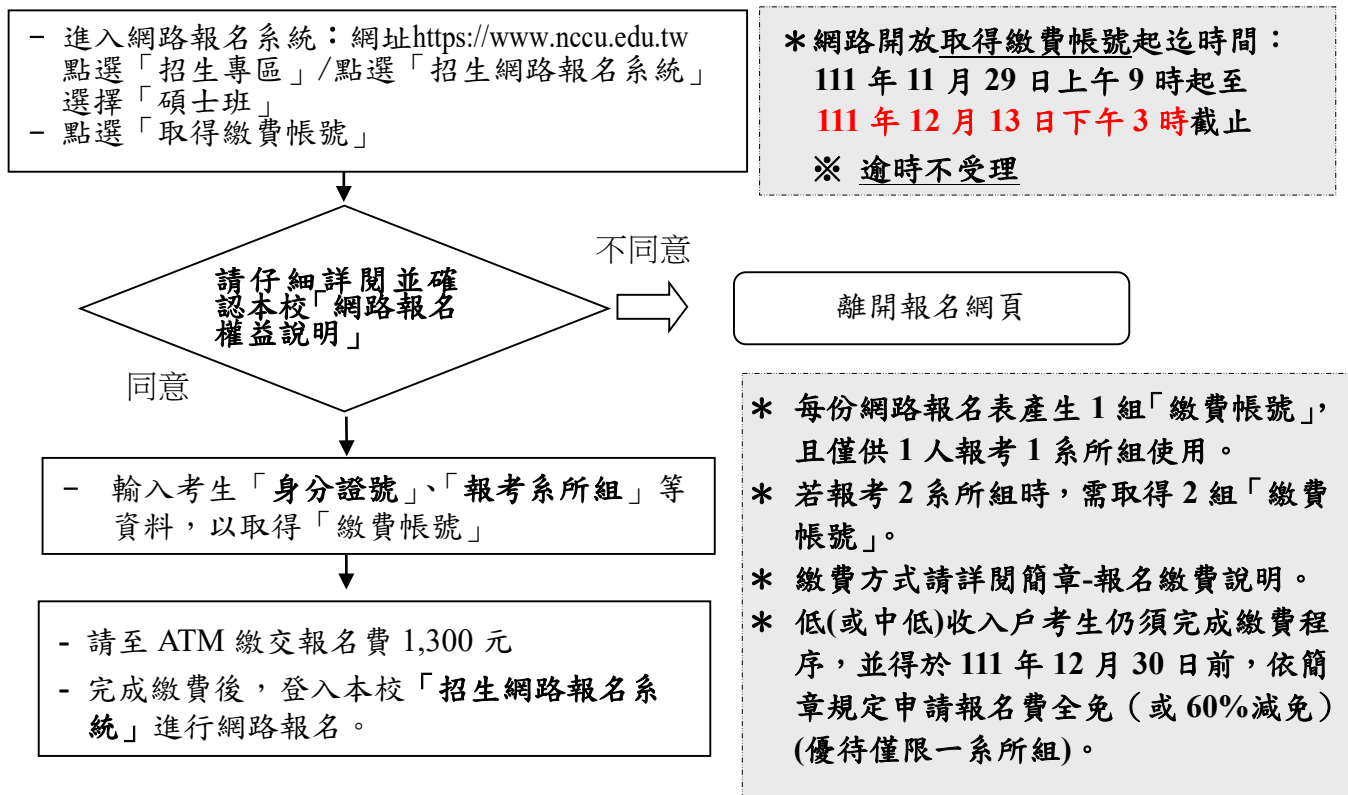 - 進入網路報名系統：網址https://www.nccu.edu.tw
點選「招生專區」/點選「招生網路報名系統」
選擇「碩士班」
- 點選「取得繳費帳號」
＊網路開放取得繳費帳號起迄時間：
111 年 11 月 29 日上午 9 時起至
111 年 12 月 13 日下午 3 時截止
※ 逾時不受理
請仔細詳閱並確
認本校「網路報名
權益說明」
不同意
離開報名網頁
同意
- 輸入考生「身分證號」、「報考系所組」等
資料，以取得「繳費帳號」
- 請至 ATM 繳交報名費 1,300 元
- 完成繳費後，登入本校「招生網路報名系
統」進行網路報名。
＊ 每份網路報名表產生 1 組「繳費帳號」，
且僅供 1 人報考 1 系所組使用。
＊ 若報考 2 系所組時，需取得 2 組「繳費
帳號」。
＊ 繳費方式請詳閱簡章-報名繳費說明。
＊ 低(或中低)收入戶考生仍須完成繳費程
序，並得於 111 年 12 月 30 日前，依簡
章規定申請報名費全免（或 60%減免）
(優待僅限一系所組)。